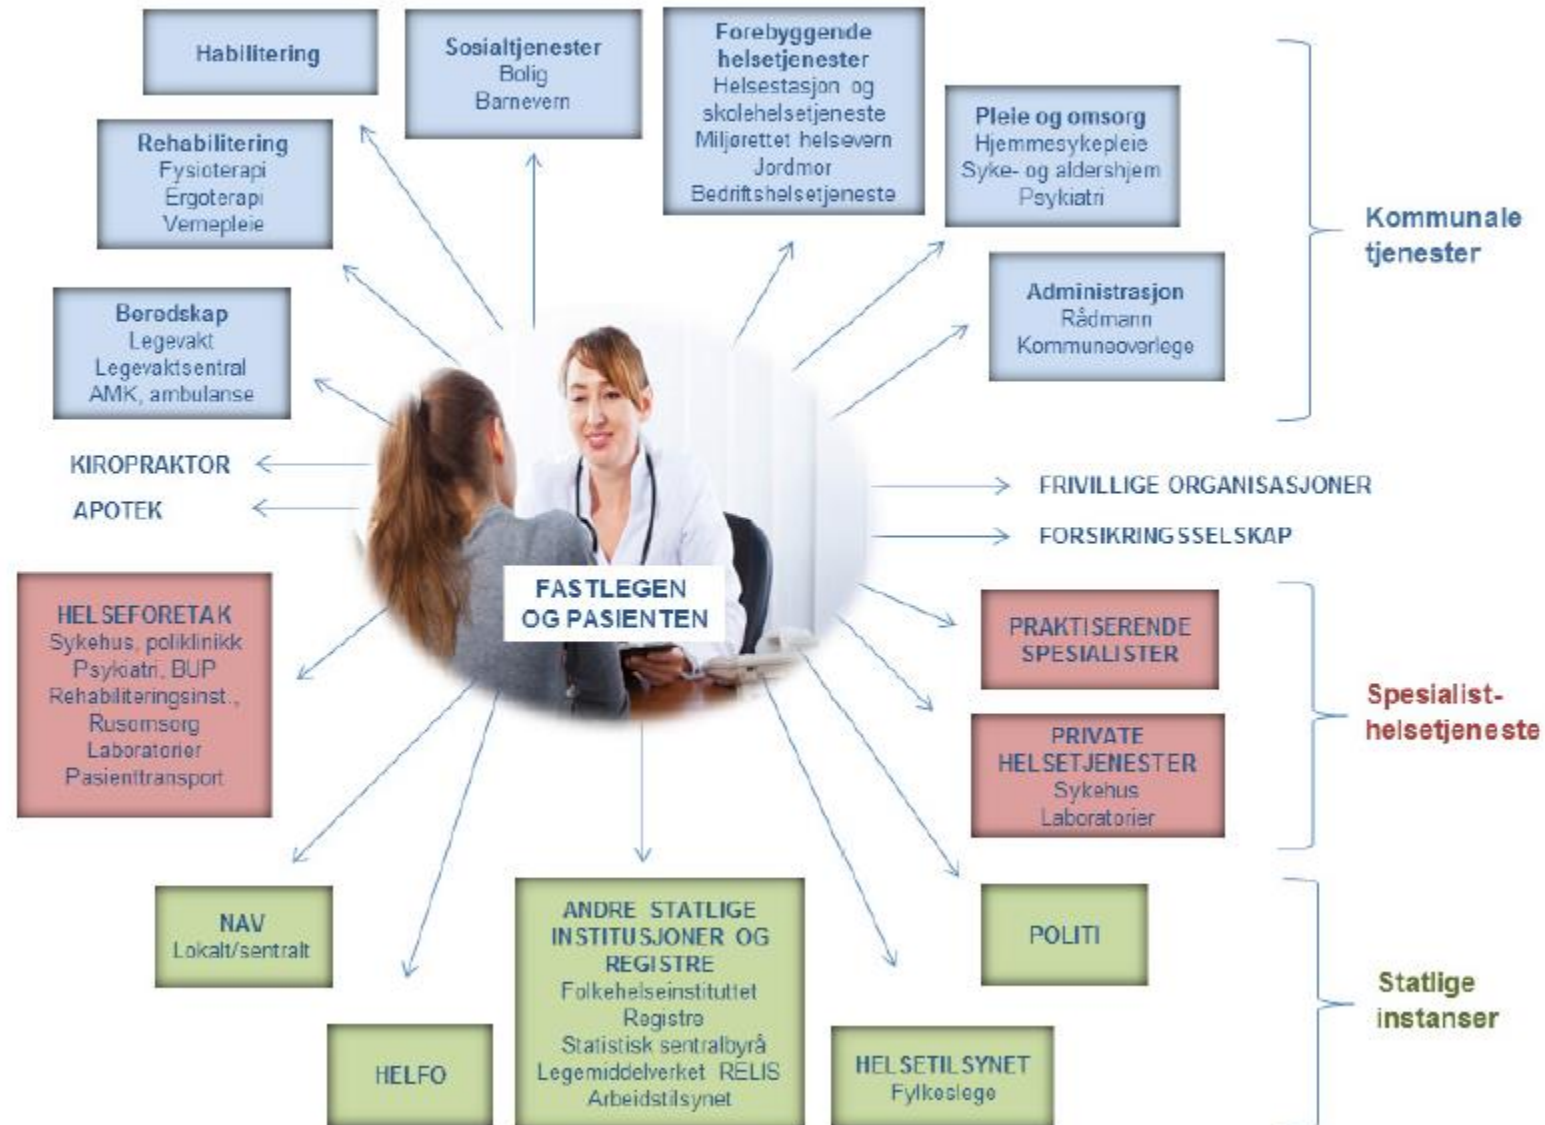 Habilitering
Sosialtjenester
Bolig
Barnevern
Forebyggende
helsetjenester
Helsestasjon og
skolehelsetjeneste
Miljørettet helsevern
Jordmor
Bedriftshelsetjeneste
Pleie og omsorg
Hjemmesykepleie
Syke- og aldershjem
Psykiatri
Rehabilitering
Fysioterapi
Ergoterapi
Vernepleie
Kommunale
tjenester
Administrasjon
Rådmann
Kommuneoverlege
Beredskap
Legevakt
Legevaktsentral
AMK, ambulanse
KIROPRAKTOR
APOTEK
FRIVILLIGE ORGANISASJONER
FORSIKRINGSSELSKAP
FASTLEGEN
OG PASIENTEN
HELSEFORETAK
Sykehus, poliklinikk
Psykiatri, BUP
Rehabiliteringsinst.,
Rusomsorg
Laboratorier
Pasienttransport
PRAKTISERENDE
SPESIALISTER
PRIVATE
HELSETJENESTER
Sykehus
Laboratorier
Spesialist-
helsetjeneste
NAV
Lokalt/sentralt
HELFO
ANDRE STATLIGE
INSTITUSJONER OG
REGISTRE
Folkehelseinstituttet
Registre
Statistisk sentralbyrå
Legemiddelverket RELIS
Arbeidstilsynet
HELSETILSYNET
Fylkeslege
POLITI
Statlige
instanser